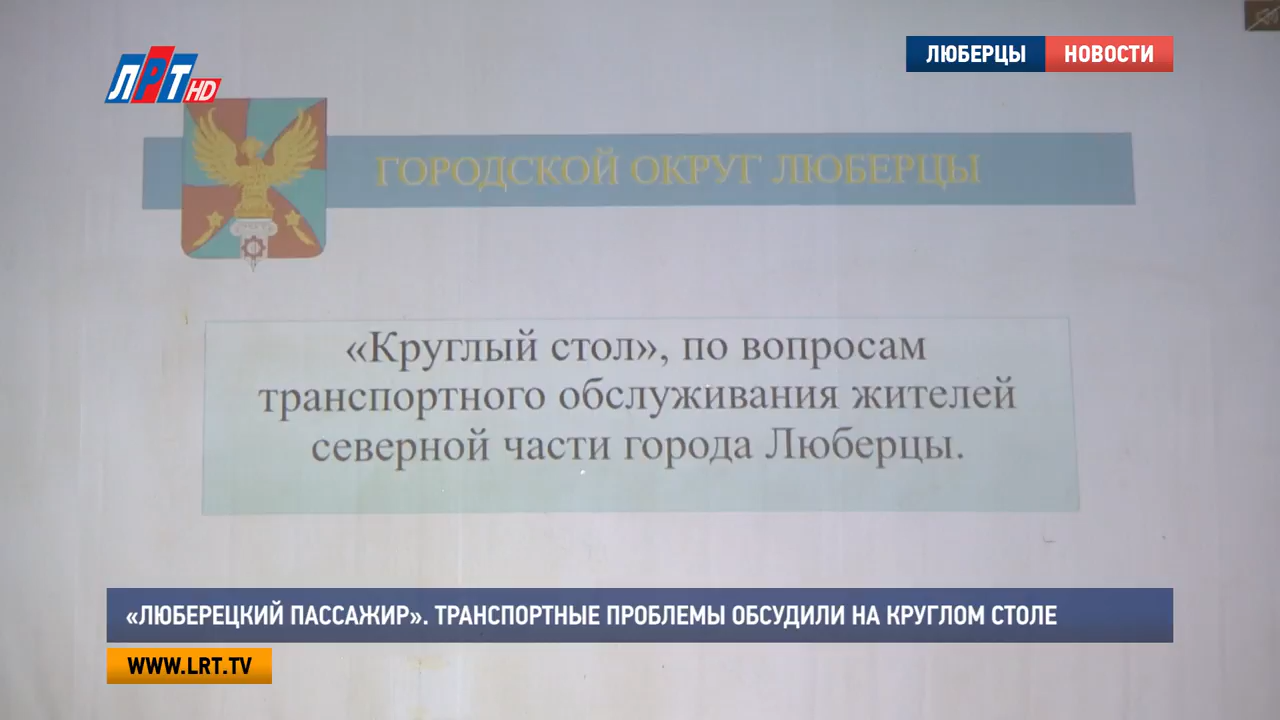 ЛРТ HD
ЛЮБЕРЦЫ НОВОСТИ
ГОРОДСКОЙ ОКРУГ ЛЮБЕРЦЫ
«Круглый стол», по вопросам
транспортного обслуживания жителей
северной части города Люберцы.
«ЛЮБЕРЕЦКИЙ ПАССАЖИР». ТРАНСПОРТНЫЕ ПРОБЛЕМЫ ОБСУДИЛИ НА КРУГЛОМ СТОЛЕ
WWW.LRT.TV